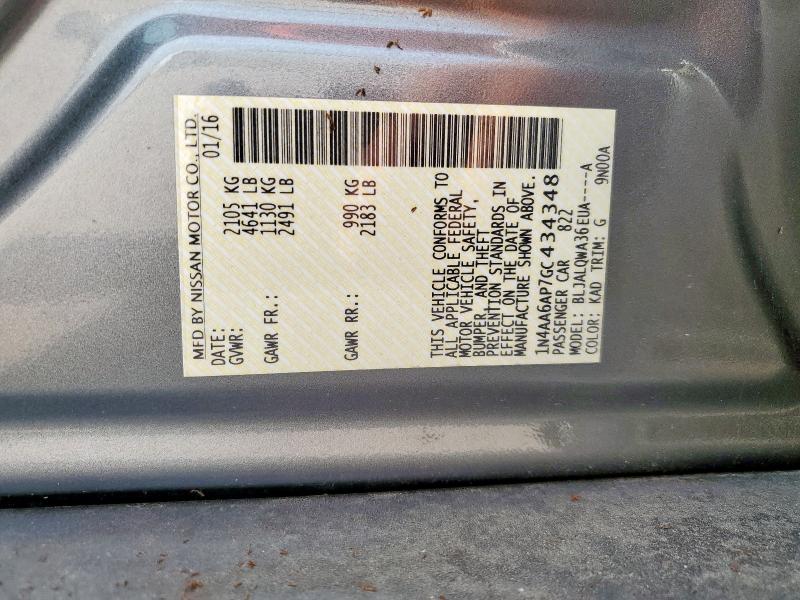 MFD BY NISSAN MOTOR CO., LTD.
DATE: 01/16
GVWR: 2105 KG
4641 LB
GAWR FR.: 1130 KG
2491 LB
GAWR RR.: 990 KG
2183 LB
THIS VEHICLE CONFORMS TO
ALL APPLICABLE FEDERAL
MOTOR VEHICLE SAFETY,
BUMPER, AND THEFT
PREVENTION STANDARDS IN
EFFECT ON THE DATE OF
MANUFACTURE SHOWN ABOVE.
1N4AA6AP7GC434348
PASSENGER CAR 822
MODEL: BLJALQWA36EUA----A
COLOR: KAD TRIM: G 9N00A